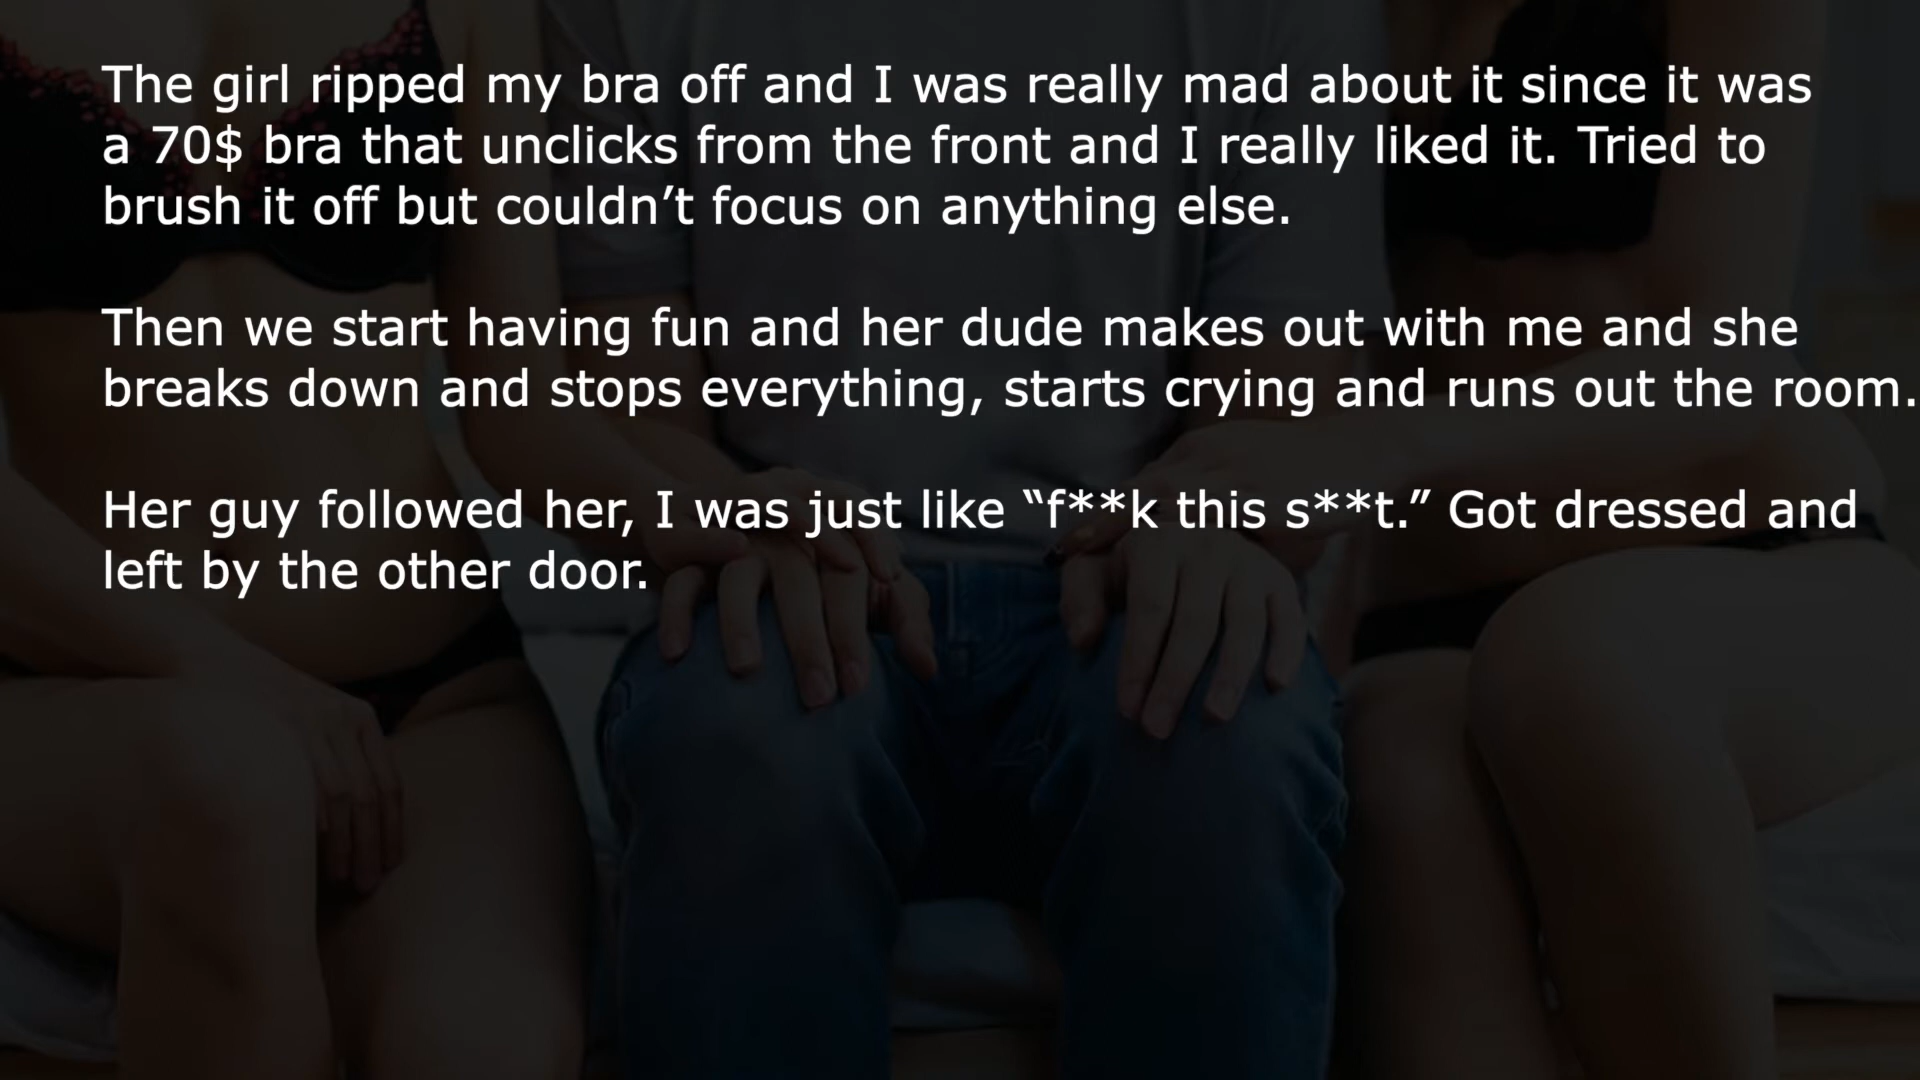 The girl ripped my bra off and I was really mad about it since it was
a 70$ bra that unclicks from the front and I really liked it. Tried to
brush it off but couldn’t focus on anything else.
Then we start having fun and her dude makes out with me and she
breaks down and stops everything, starts crying and runs out the room.
Her guy followed her, I was just like “f**k this s**t.” Got dressed and
left by the other door.